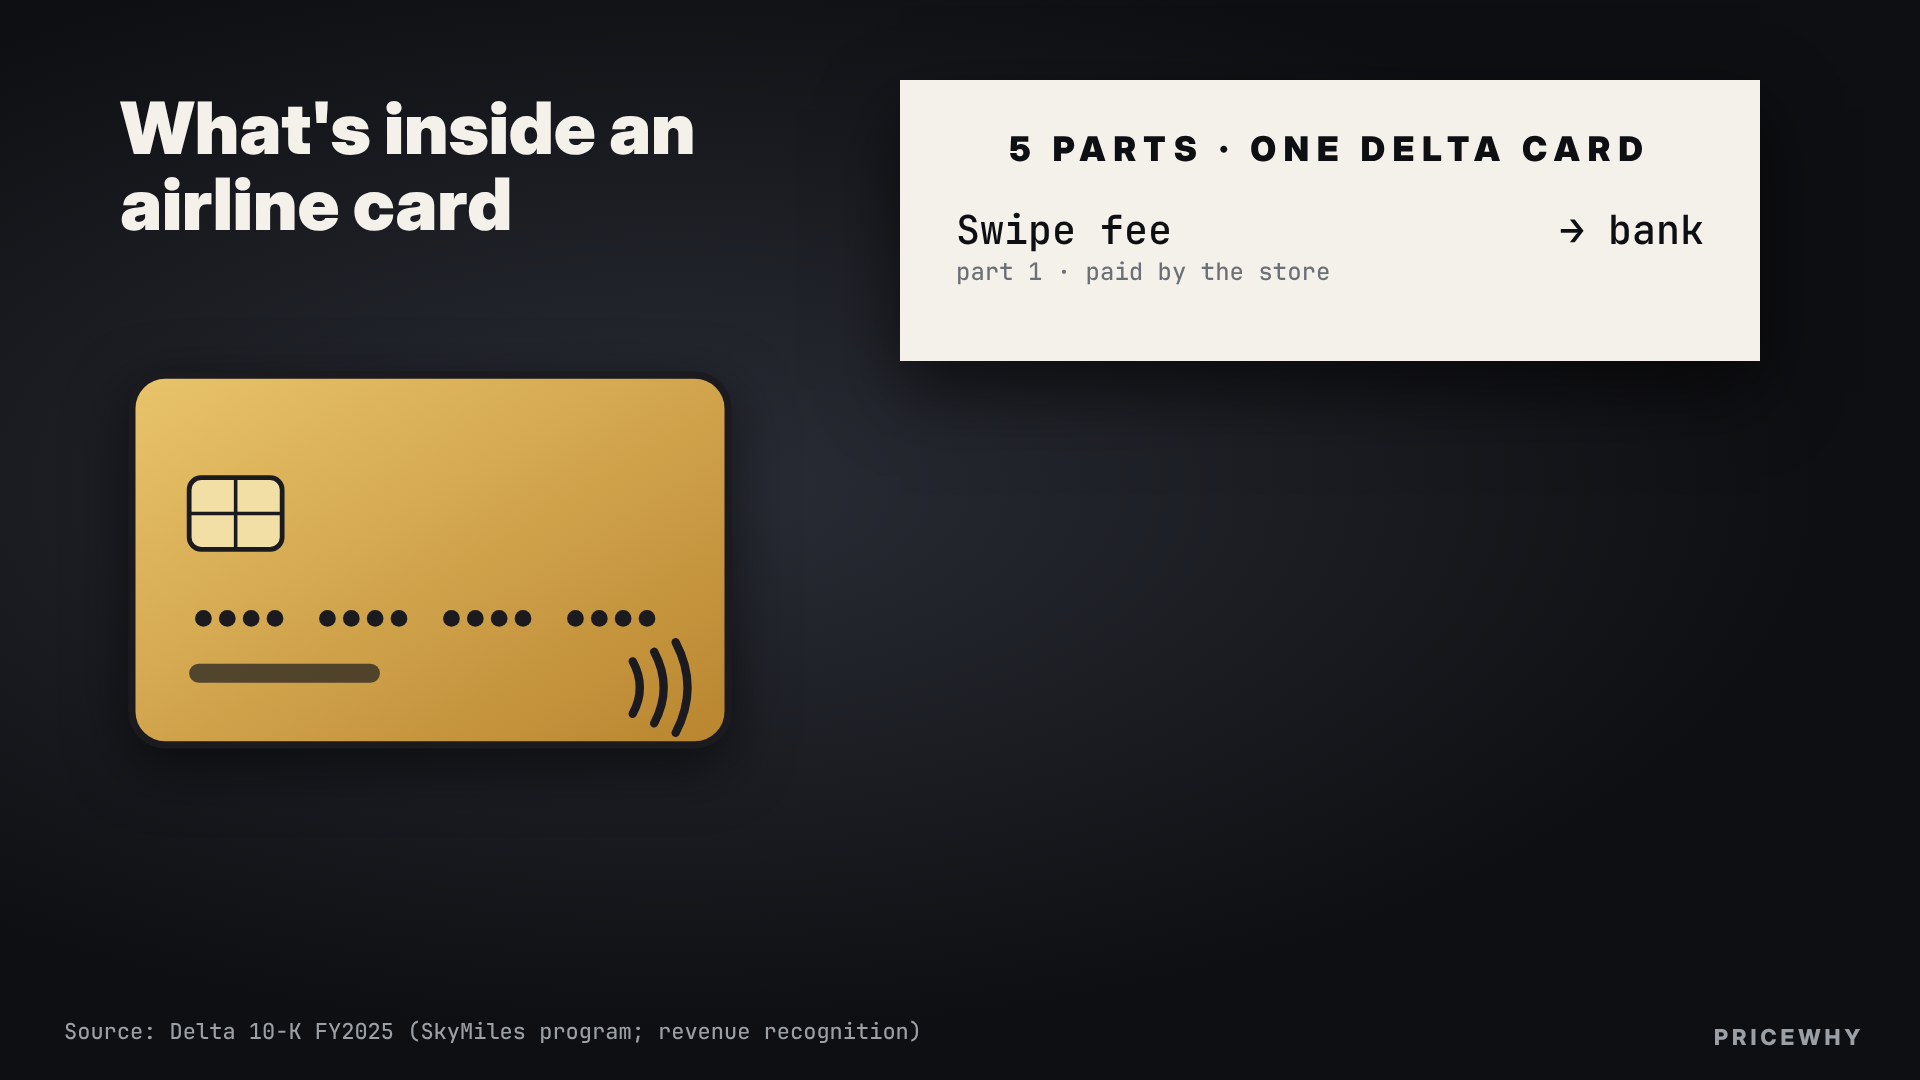 What's inside an
airline card
5 PARTS · ONE DELTA CARD
Swipe fee → bank
part 1 · paid by the store
Source: Delta 10-K FY2025 (SkyMiles program; revenue recognition)
PRICEWHY